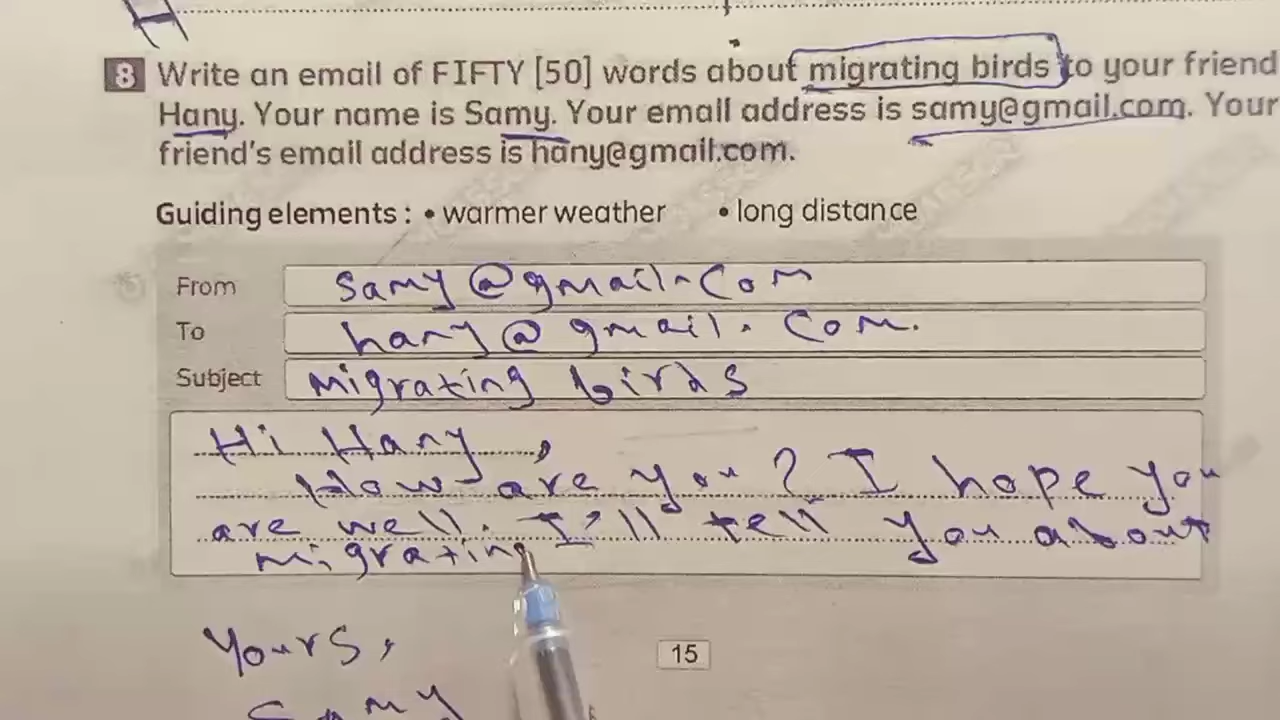 8 Write an email of FIFTY [50] words about migrating birds to your friend
Hany. Your name is Samy. Your email address is samy@gmail.com. Your
friend's email address is hany@gmail.com.
Guiding elements : • warmer weather • long distance
From samy@gmail.com
To hany@gmail.com.
Subject migrating birds
Hi Hany,
How are you? I hope you
are well. I'll tell you about
migrating
Yours,
15
Samy